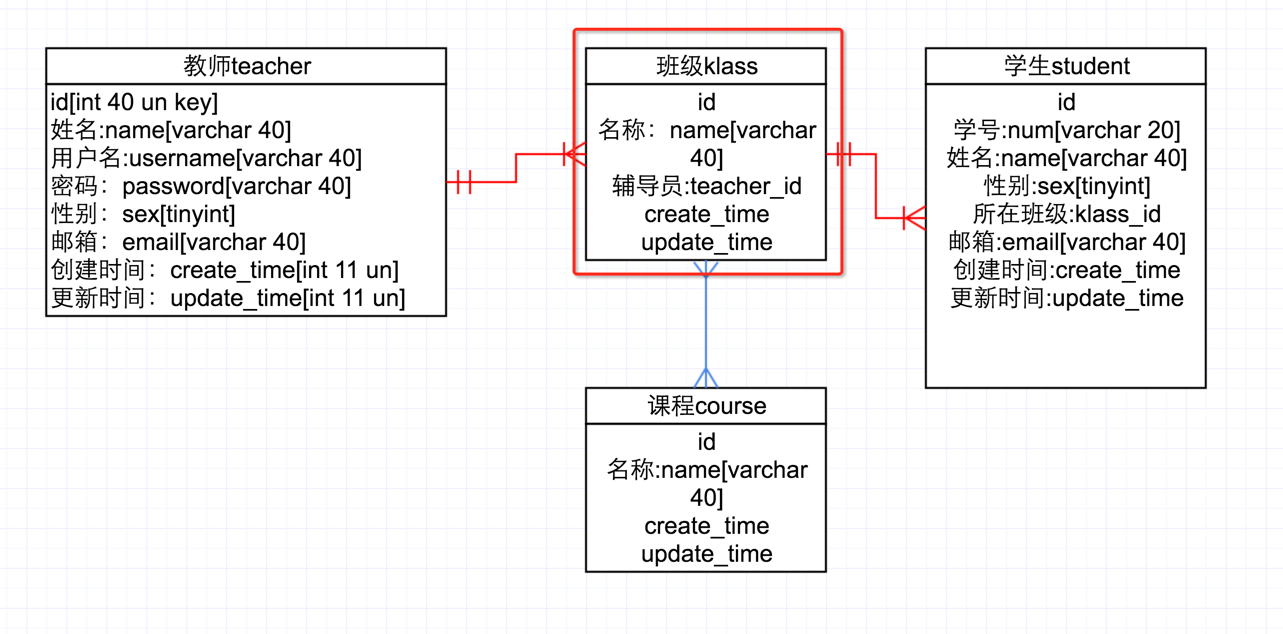 教师teacher
id[int 40 un key]
姓名:name[varchar 40]
用户名:username[varchar 40]
密码：password[varchar 40]
性别：sex[tinyint]
邮箱：email[varchar 40]
创建时间：create_time[int 11 un]
更新时间：update_time[int 11 un]
班级klass
id
名称：name[varchar
40]
辅导员:teacher_id
create_time
update_time
学生student
id
学号:num[varchar 20]
姓名:name[varchar 40]
性别:sex[tinyint]
所在班级:klass_id
邮箱:email[varchar 40]
创建时间:create_time
更新时间:update_time
课程course
id
名称:name[varchar
40]
create_time
update_time